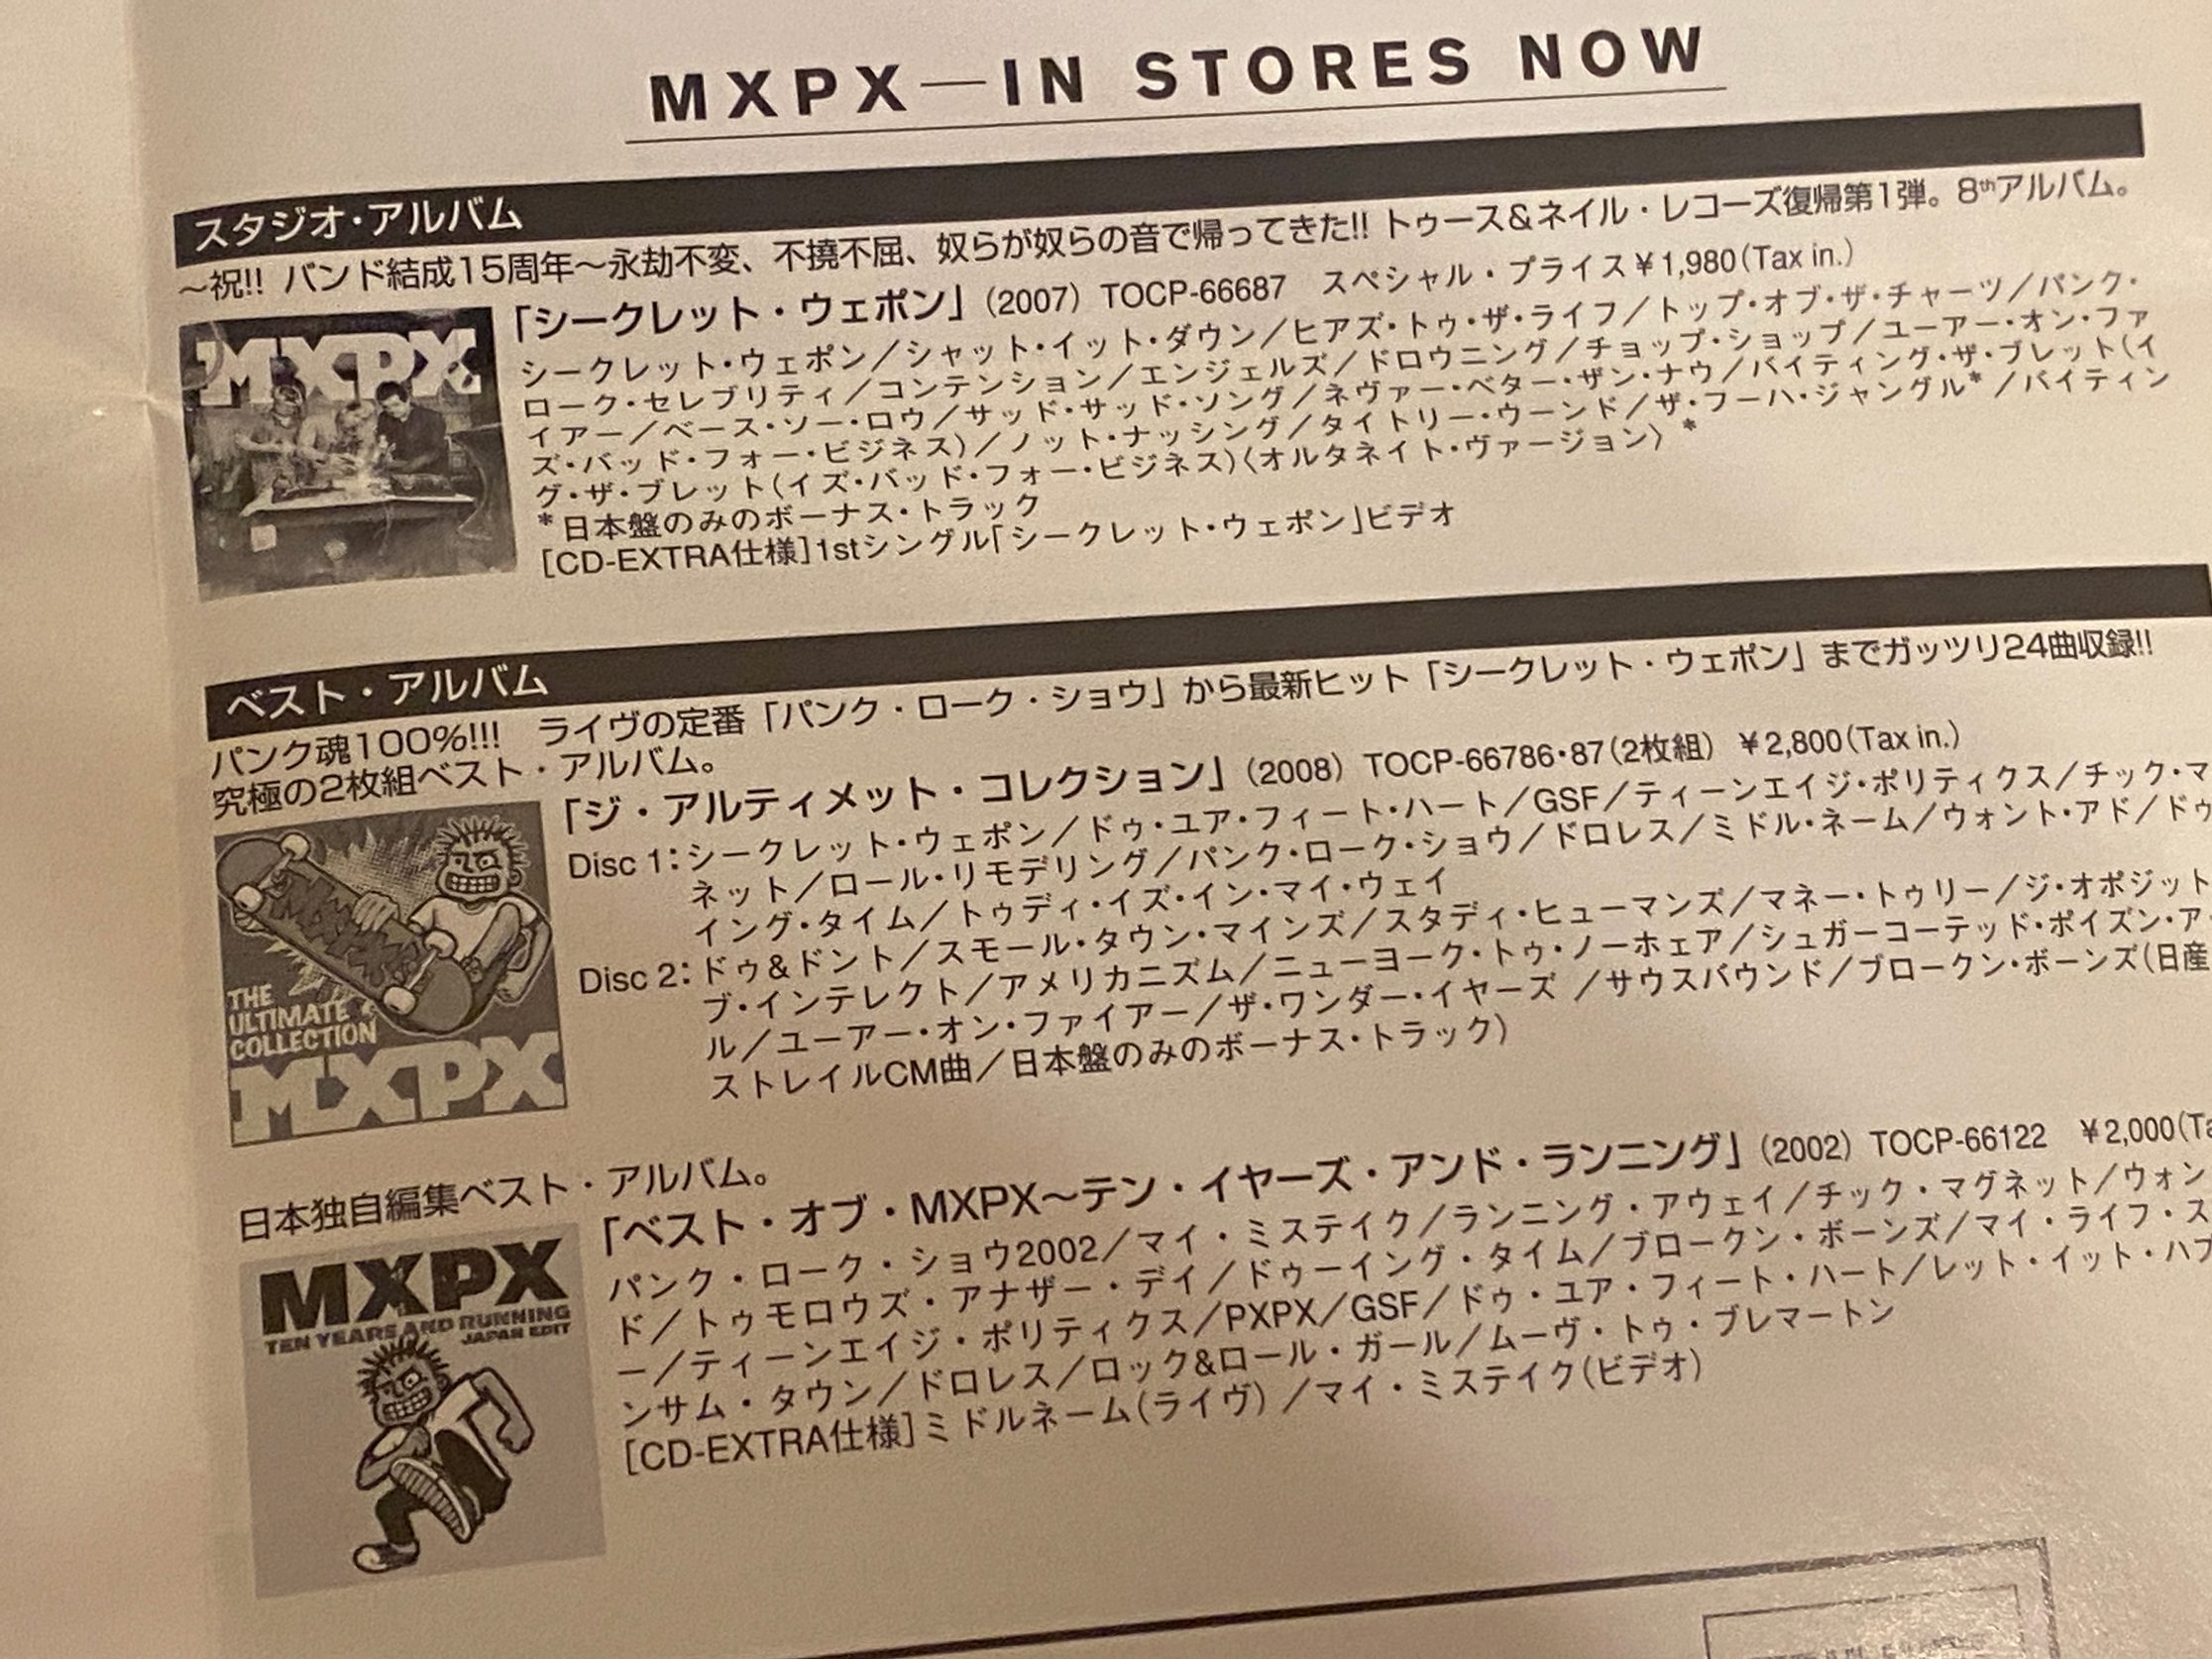 MXPX—IN STORES NOW
スタジオ・アルバム
～祝!! バンド結成15周年～永劫不変、不撓不屈、奴らが奴らの音で帰ってきた!! トゥース&ネイル・レコーズ復帰第1弾。8thアルバム。
「シークレット・ウェポン」(2007) TOCP-66687 スペシャル・プライス￥1,980(Tax in.)
MXPX
シークレット・ウェポン／シャット・イット・ダウン／ヒアズ・トゥ・ザ・ライフ／トップ・オブ・ザ・チャーツ／パンク・
ローク・セレブリティ／コンテンション／エンジェルズ／ドロウニング／チョップ・ショップ／ユーアー・オン・ファ
イアー／ベース・ソー・ロウ／サッド・サッド・ソング／ネヴァー・ベター・ザン・ナウ／バイティング・ザ・ブレット(イ
ズ・バッド・フォー・ビジネス)／ノット・ナッシング／タイトリー・ウーンド／ザ・フーハ・ジャングル*／バイティン
グ・ザ・ブレット(イズ・バッド・フォー・ビジネス)〈オルタネイト・ヴァージョン〉*
*日本盤のみのボーナス・トラック
[CD-EXTRA仕様]1stシングル「シークレット・ウェポン」ビデオ
ベスト・アルバム
パンク魂100%!!! ライヴの定番「パンク・ローク・ショウ」から最新ヒット「シークレット・ウェポン」までガッツリ24曲収録!!
究極の2枚組ベスト・アルバム。
「ジ・アルティメット・コレクション」(2008) TOCP-66786・87(2枚組) ￥2,800(Tax in.)
THE
ULTIMATE
COLLECTION
MXPX
Disc 1：シークレット・ウェポン／ドゥ・ユア・フィート・ハート／GSF／ティーンエイジ・ポリティクス／チック・マ
ネット／ロール・リモデリング／パンク・ローク・ショウ／ドロレス／ミドル・ネーム／ウォント・アド／ドゥ
イング・タイム／トゥディ・イズ・イン・マイ・ウェイ
Disc 2：ドゥ&ドント／スモール・タウン・マインズ／スタディ・ヒューマンズ／マネー・トゥリー／ジ・オポジット
ブ・インテレクト／アメリカニズム／ニューヨーク・トゥ・ノーホェア／シュガーコーテッド・ポイズン・ア
ル／ユーアー・オン・ファイアー／ザ・ワンダー・イヤーズ／サウスバウンド／ブロークン・ボーンズ(日産
ストレイルCM曲／日本盤のみのボーナス・トラック)
日本独自編集ベスト・アルバム。
「ベスト・オブ・MXPX～テン・イヤーズ・アンド・ランニング」(2002) TOCP-66122 ￥2,000(Ta
MXPX
TEN YEARS AND RUNNING
JAPAN EDIT
パンク・ローク・ショウ2002／マイ・ミステイク／ランニング・アウェイ／チック・マグネット／ウォン
ド／トゥモロウズ・アナザー・デイ／ドゥーイング・タイム／ブロークン・ボーンズ／マイ・ライフ・ス
ー／ティーンエイジ・ポリティクス／PXPX／GSF／ドゥ・ユア・フィート・ハート／レット・イット・ハプ
ンサム・タウン／ドロレス／ロック&ロール・ガール／ムーヴ・トゥ・ブレマートン
[CD-EXTRA仕様]ミドルネーム(ライヴ)／マイ・ミステイク(ビデオ)